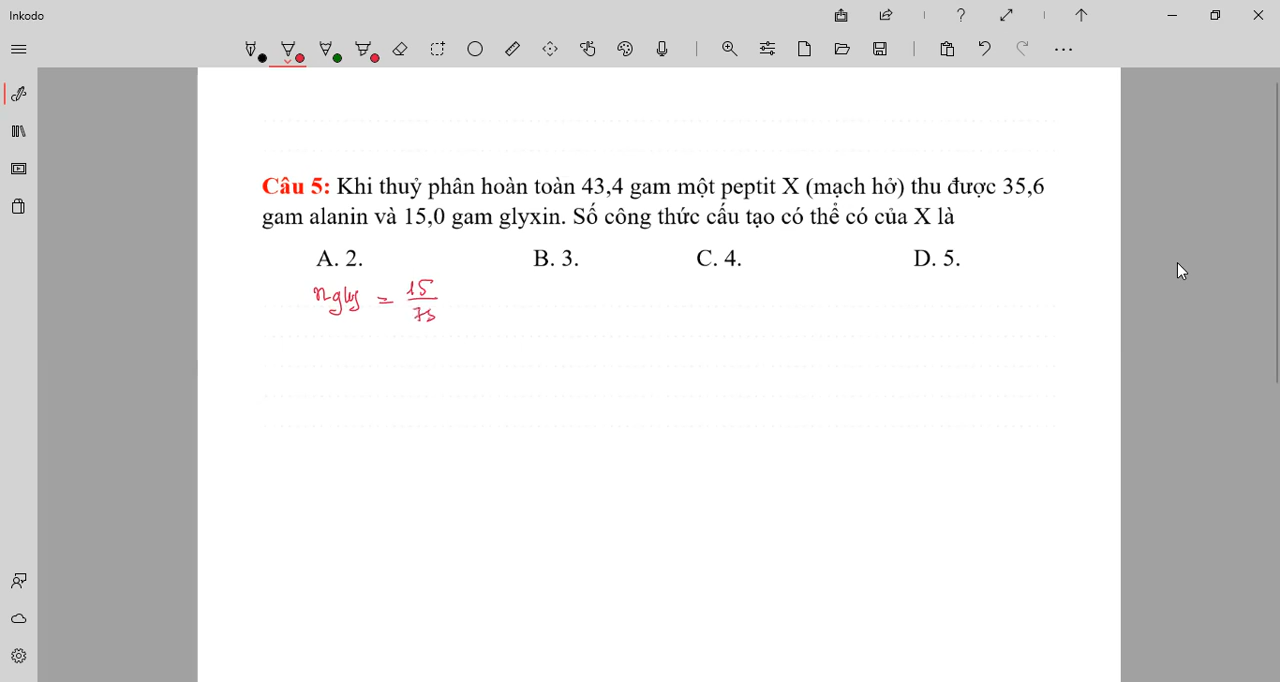 Inkodo
Câu 5: Khi thuỷ phân hoàn toàn 43,4 gam một peptit X (mạch hở) thu được 35,6
gam alanin và 15,0 gam glyxin. Số công thức cấu tạo có thể có của X là
A. 2. B. 3. C. 4. D. 5.
n gly = 15
75